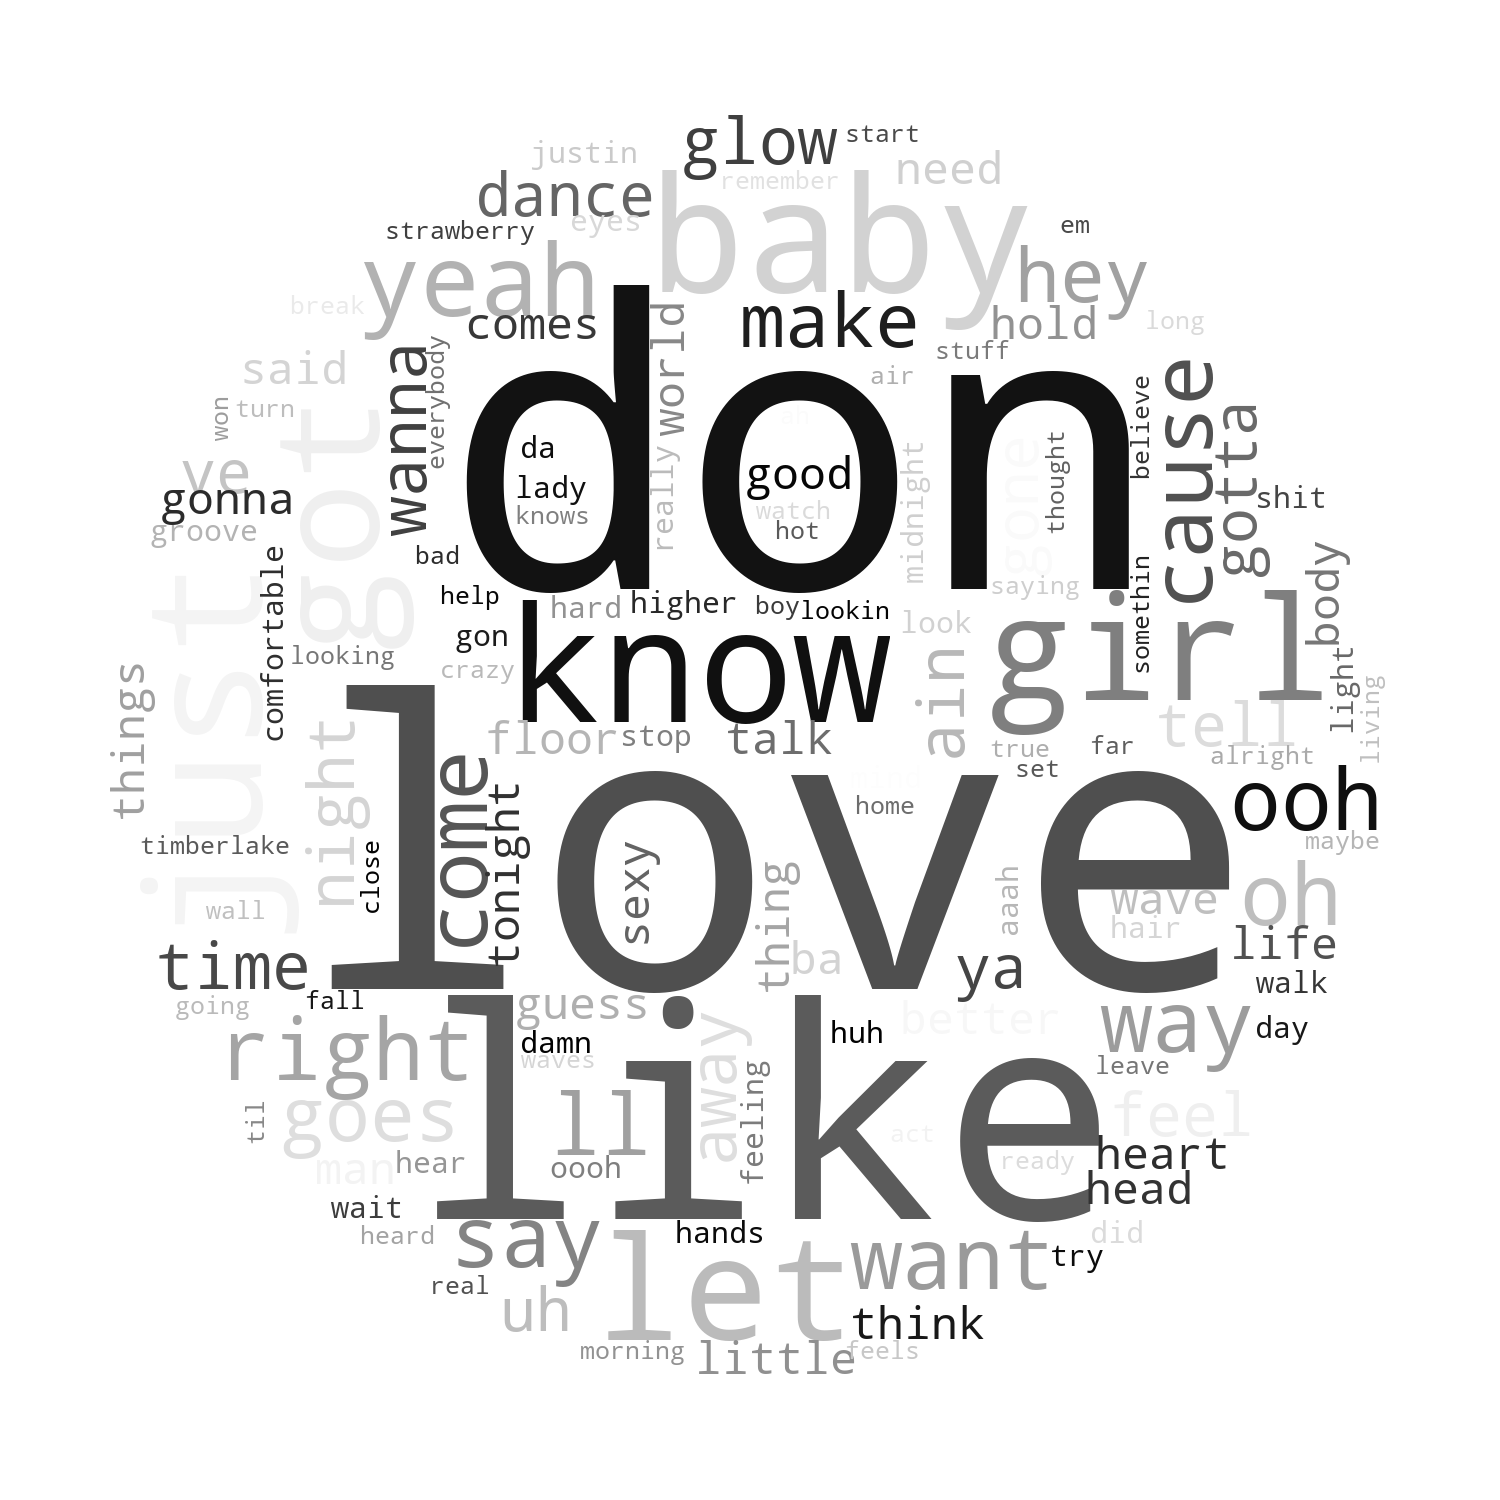 glow
start
justin
need
dance
remember
baby
eyes
strawberry
em
yeah
hey
break
comes
make
hold
long
world
said
wanna
everybody
stuff
air
cause
believe
won
turn
got
ah
gotta
da
good
ve
gonna
lady
really
midnight
gone
thought
shit
knows
watch
groove
hot
don
comfortable
bad
body
help
hard
higher
boy
lookin
saying
somethin
gon
look
girl
looking
crazy
know
ain
light
living
things
just
night
floor
stop
talk
true
far
tell
alright
set
come
tonight
mind
home
ooh
timberlake
close
maybe
sexy
thing
aaah
wall
love
wave
hair
oh
time
ba
ya
life
walk
going
fall
guess
better
way
right
damn
huh
day
waves
away
leave
feeling
til
goes
ll
like
feel
act
man
hear
oooh
ready
heart
head
wait
heard
say
hands
let
want
try
did
real
uh
think
morning
little
feels